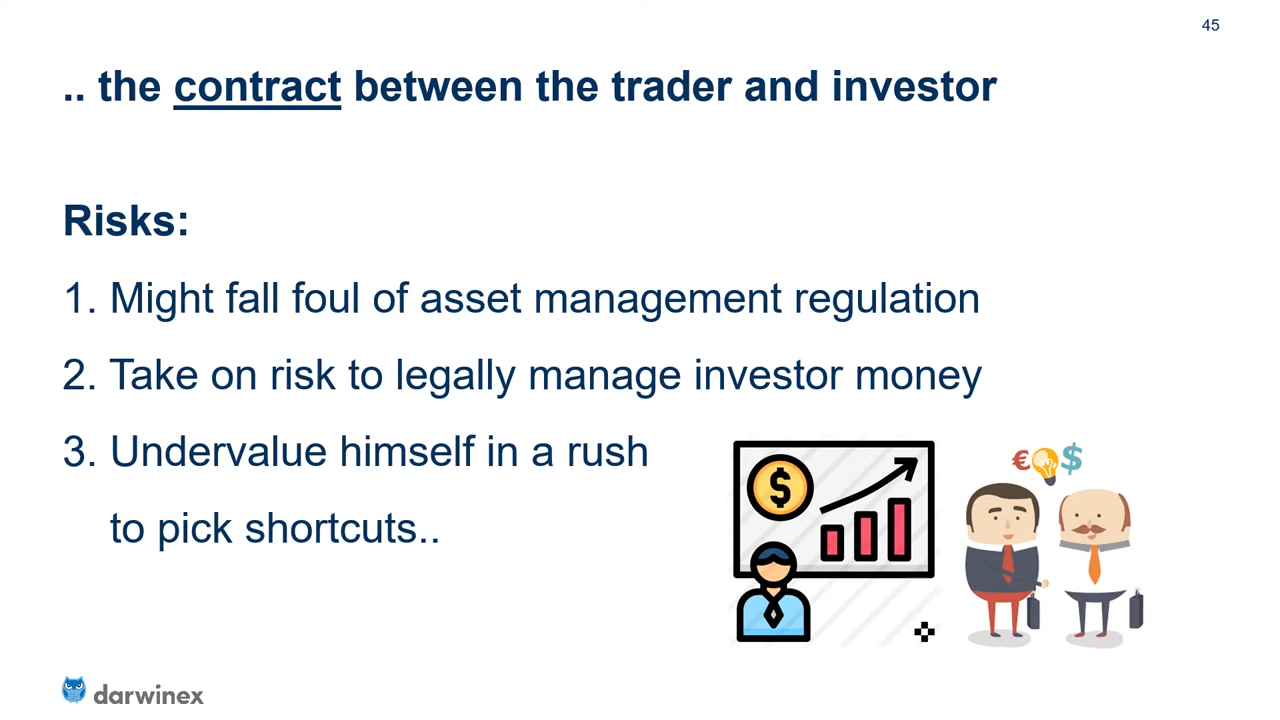 45
.. the contract between the trader and investor
Risks:
1. Might fall foul of asset management regulation
2. Take on risk to legally manage investor money
3. Undervalue himself in a rush
to pick shortcuts..
$
€ $
darwinex